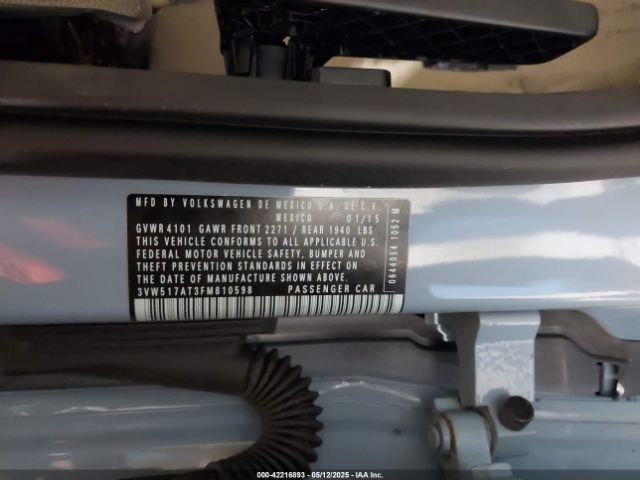 MFD BY VOLKSWAGEN DE MEXICO S.A. DE C.V.
MEXICO 01/15
GVWR 4101 GAWR FRONT 2271 / REAR 1940 LBS
THIS VEHICLE CONFORMS TO ALL APPLICABLE U.S.
FEDERAL MOTOR VEHICLE SAFETY, BUMPER AND
THEFT PREVENTION STANDARDS IN EFFECT ON
THE DATE OF MANUFACTURE SHOWN ABOVE
3VW517AT3FM810598 PASSENGER CAR
0644054 1052 M
000-42216893 - 05/12/2025 - IAA Inc.